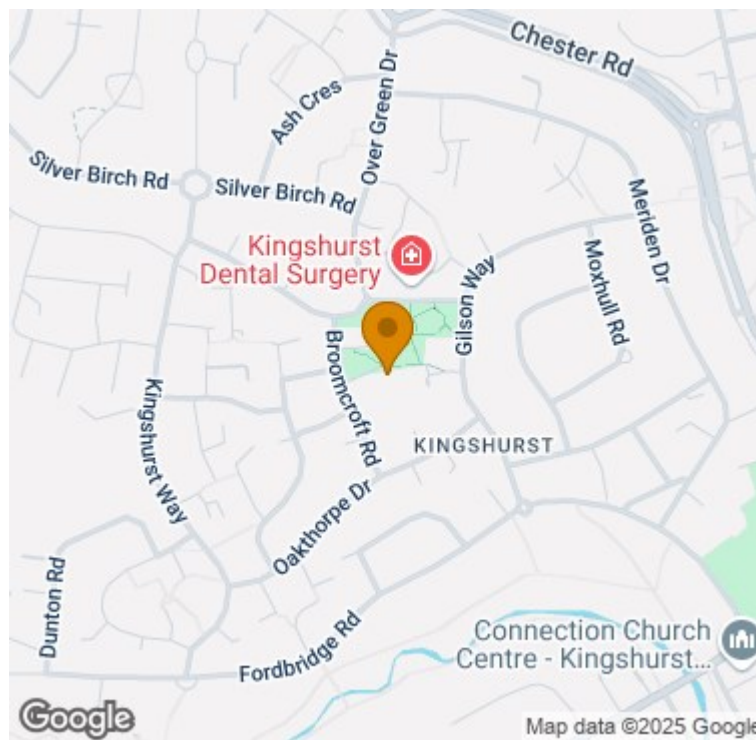 Chester Rd
Ash Cres
Over Green Dr
Silver Birch Rd
Silver Birch Rd
Meriden Dr
Kingshurst
Dental Surgery
Gilson Way
Moxhull Rd
Broomcroft Rd
Kingshurst Way
KINGSHURST
Oakthorpe Dr
Dunton Rd
Fordbridge Rd
Connection Church
Centre - Kingshurst...
Google
Map data ©2025 Google